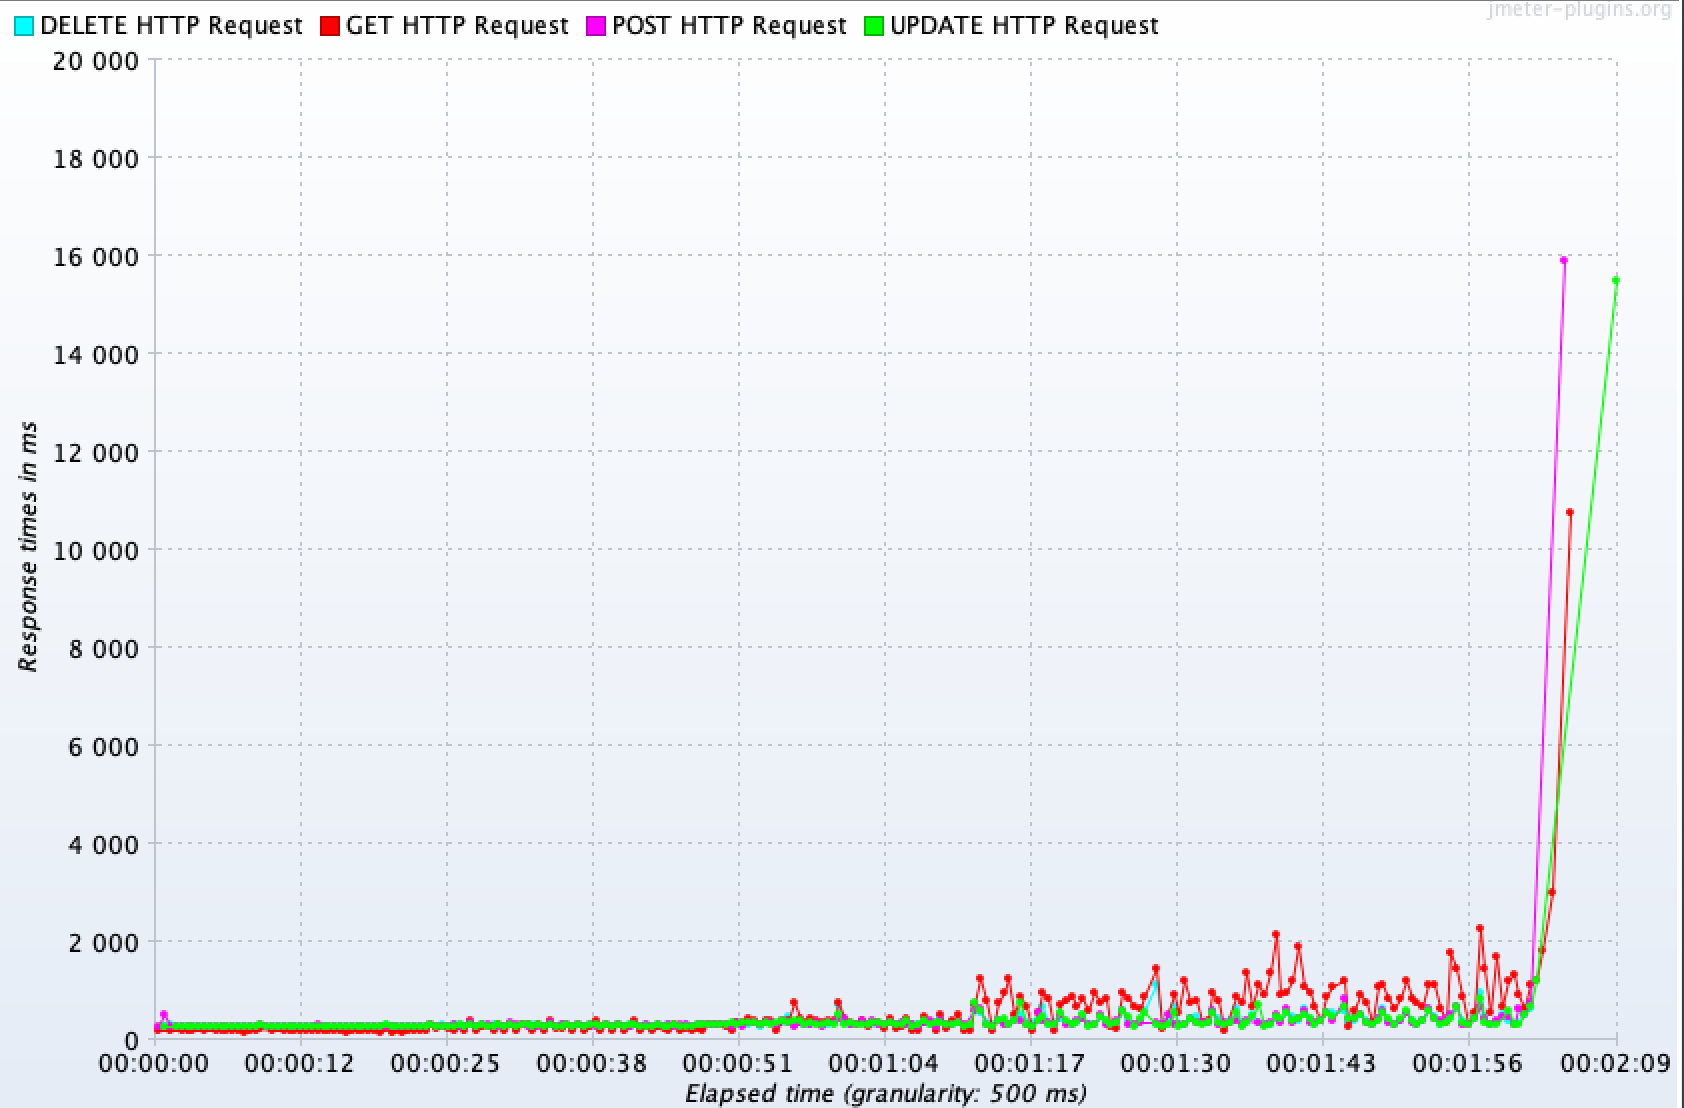 jmeter-plugins.org
DELETE HTTP Request GET HTTP Request POST HTTP Request UPDATE HTTP Request
20 000
18 000
16 000
14 000
12 000
10 000
8 000
6 000
4 000
2 000
0
Response times in ms
00:00:00 00:00:12 00:00:25 00:00:38 00:00:51 00:01:04 00:01:17 00:01:30 00:01:43 00:01:56 00:02:09
Elapsed time (granularity: 500 ms)